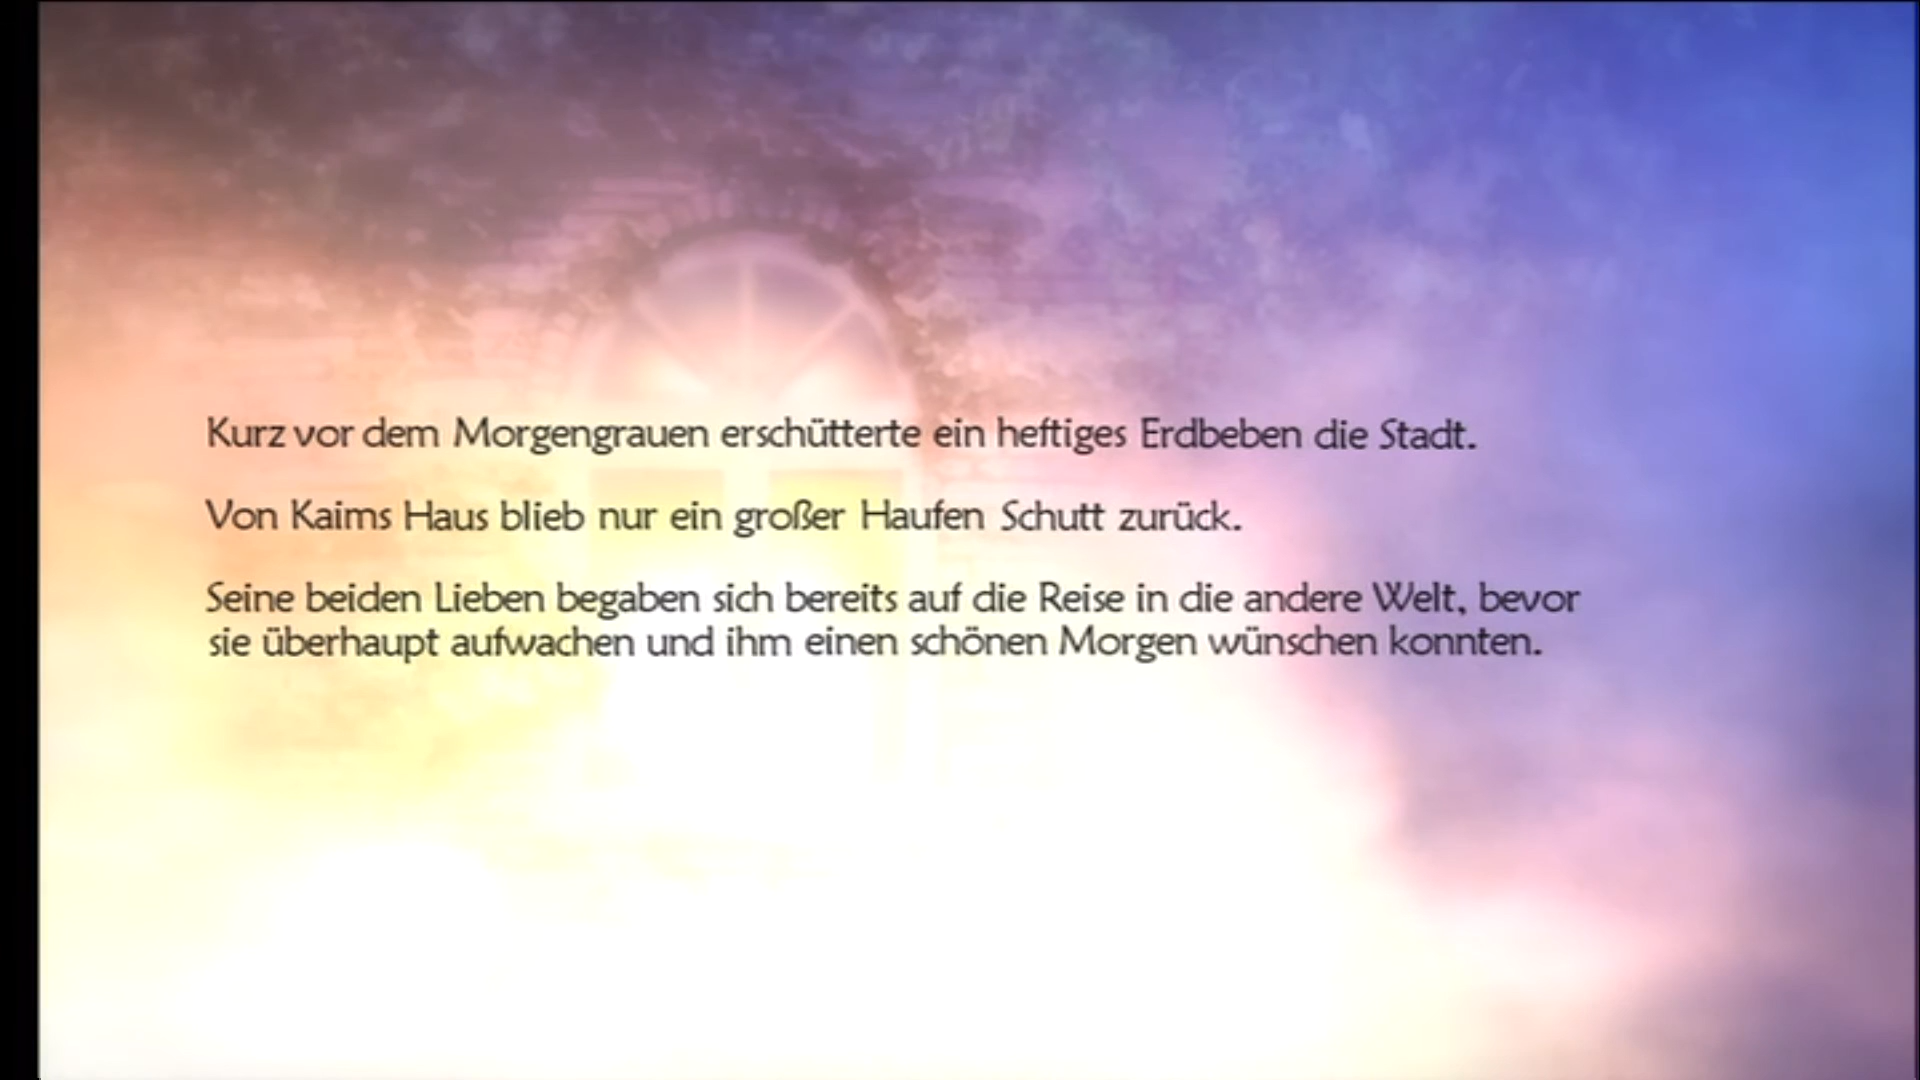 Kurz vor dem Morgengrauen erschütterte ein heftiges Erdbeben die Stadt.
Von Kaims Haus blieb nur ein großer Haufen Schutt zurück.
Seine beiden Lieben begaben sich bereits auf die Reise in die andere Welt, bevor
sie überhaupt aufwachen und ihm einen schönen Morgen wünschen konnten.